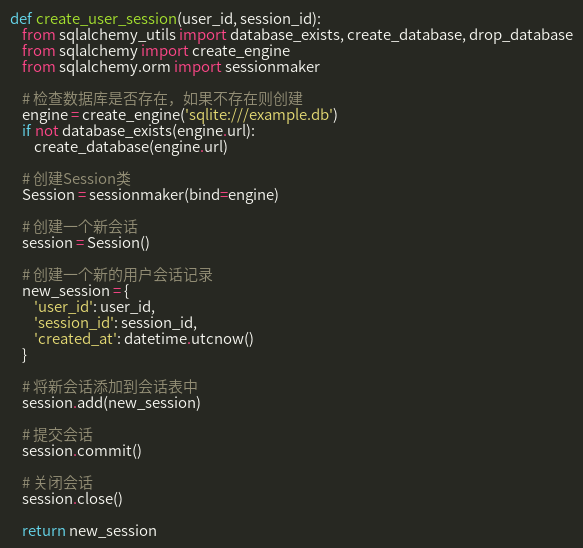 def create_user_session(user_id, session_id):
    from sqlalchemy_utils import database_exists, create_database, drop_database
    from sqlalchemy import create_engine
    from sqlalchemy.orm import sessionmaker

    # 检查数据库是否存在，如果不存在则创建
    engine = create_engine('sqlite:///example.db')
    if not database_exists(engine.url):
        create_database(engine.url)

    # 创建Session类
    Session = sessionmaker(bind=engine)

    # 创建一个新会话
    session = Session()

    # 创建一个新的用户会话记录
    new_session = {
        'user_id': user_id,
        'session_id': session_id,
        'created_at': datetime.utcnow()
    }

    # 将新会话添加到会话表中
    session.add(new_session)

    # 提交会话
    session.commit()

    # 关闭会话
    session.close()

    return new_session